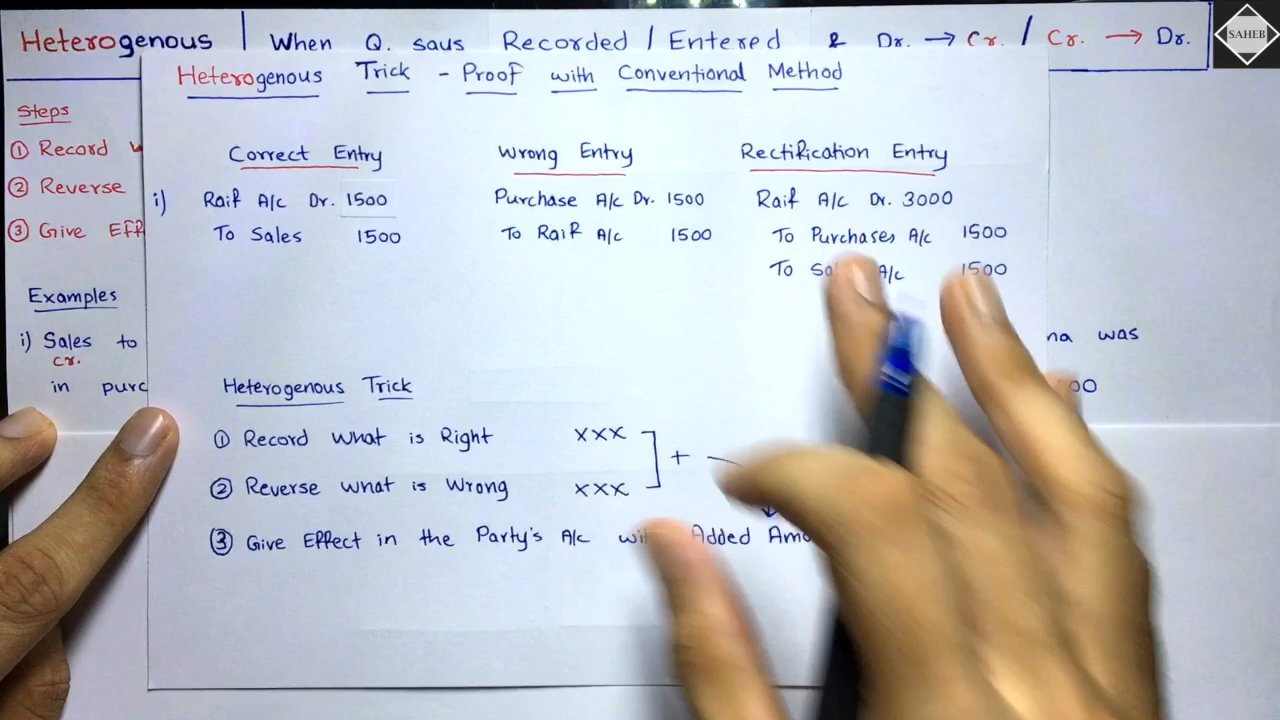 Heterogenous | When Q. saus Recorded / Entered & Dr. → Cr. / Cr. → Dr.
SAHEB
Heterogenous Trick - Proof with Conventional Method
Steps
① Record
② Reverse
③ Give Eff
Examples
i) Sales to
cr.
in purc
Correct Entry
Wrong Entry
Rectification Entry
i) Raif A/c Dr. 1500
To Sales 1500
Purchase A/c Dr. 1500
To Raif A/c 1500
Raif A/c Dr. 3000
To Purchases A/c 1500
To A/c 1500
Heterogenous Trick
① Record What is Right xxx
② Reverse what is Wrong xxx
+
③ Give Effect in the Party's A/c Added
na was
00